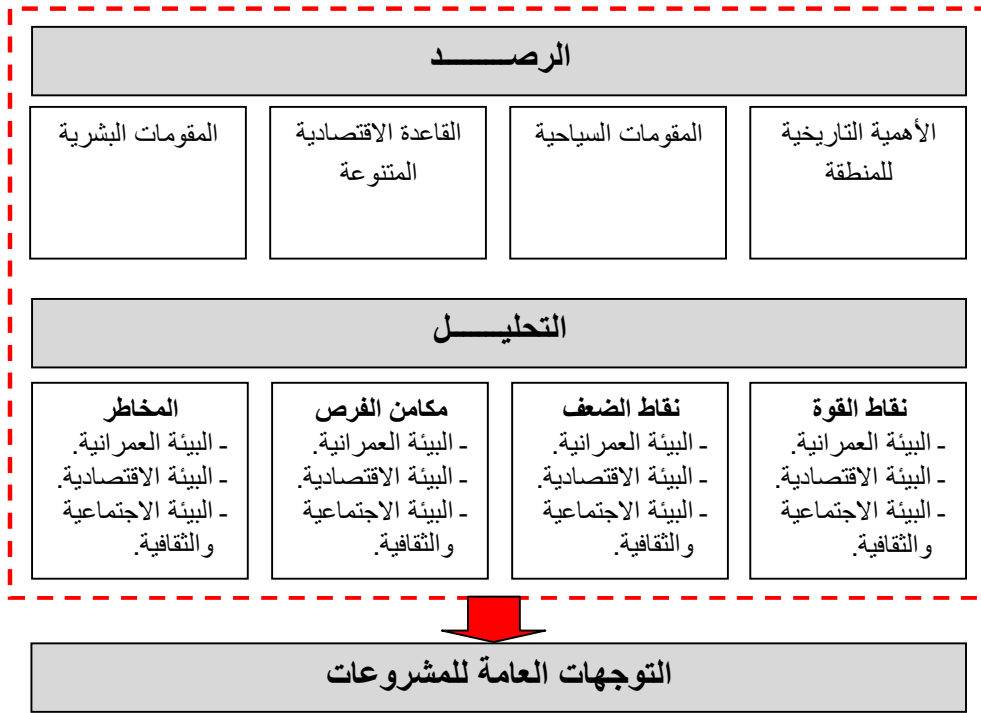 الرصـــــــد
الأهمية التاريخية
للمنطقة
المقومات السياحية
القاعدة الاقتصادية
المتنوعة
المقومات البشرية
التحليـــــــل
نقاط القوة
- البيئة العمرانية.
- البيئة الاقتصادية.
- البيئة الاجتماعية
والثقافية.
نقاط الضعف
- البيئة العمرانية.
- البيئة الاقتصادية.
- البيئة الاجتماعية
والثقافية.
مكامن الفرص
- البيئة العمرانية.
- البيئة الاقتصادية.
- البيئة الاجتماعية
والثقافية.
المخاطر
- البيئة العمرانية.
- البيئة الاقتصادية.
- البيئة الاجتماعية
والثقافية.
التوجهات العامة للمشروعات